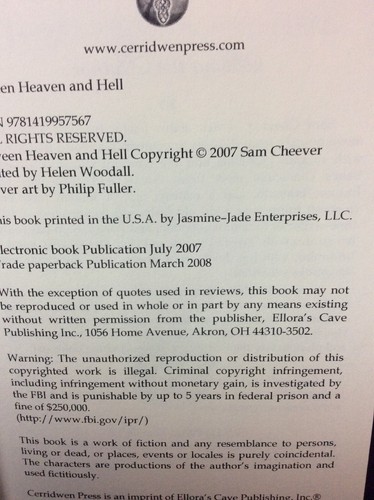 www.cerridwenpress.com
en Heaven and Hell
N 9781419957567
RIGHTS RESERVED.
een Heaven and Hell Copyright © 2007 Sam Cheever
ted by Helen Woodall.
ver art by Philip Fuller.
is book printed in the U.S.A. by Jasmine-Jade Enterprises, LLC.
lectronic book Publication July 2007
rade paperback Publication March 2008
With the exception of quotes used in reviews, this book may not
be reproduced or used in whole or in part by any means existing
without written permission from the publisher, Ellora's Cave
Publishing Inc., 1056 Home Avenue, Akron, OH 44310-3502.
Warning: The unauthorized reproduction or distribution of this
copyrighted work is illegal. Criminal copyright infringement,
including infringement without monetary gain, is investigated by
the FBI and is punishable by up to 5 years in federal prison and a
fine of $250,000.
(http://www.fbi.gov/ipr/)
This book is a work of fiction and any resemblance to persons,
living or dead, or places, events or locales is purely coincidental.
The characters are productions of the author's imagination and
used fictitiously.
Cerridwen Press is an imprint of Ellora's Cave Publishing, Inc.®